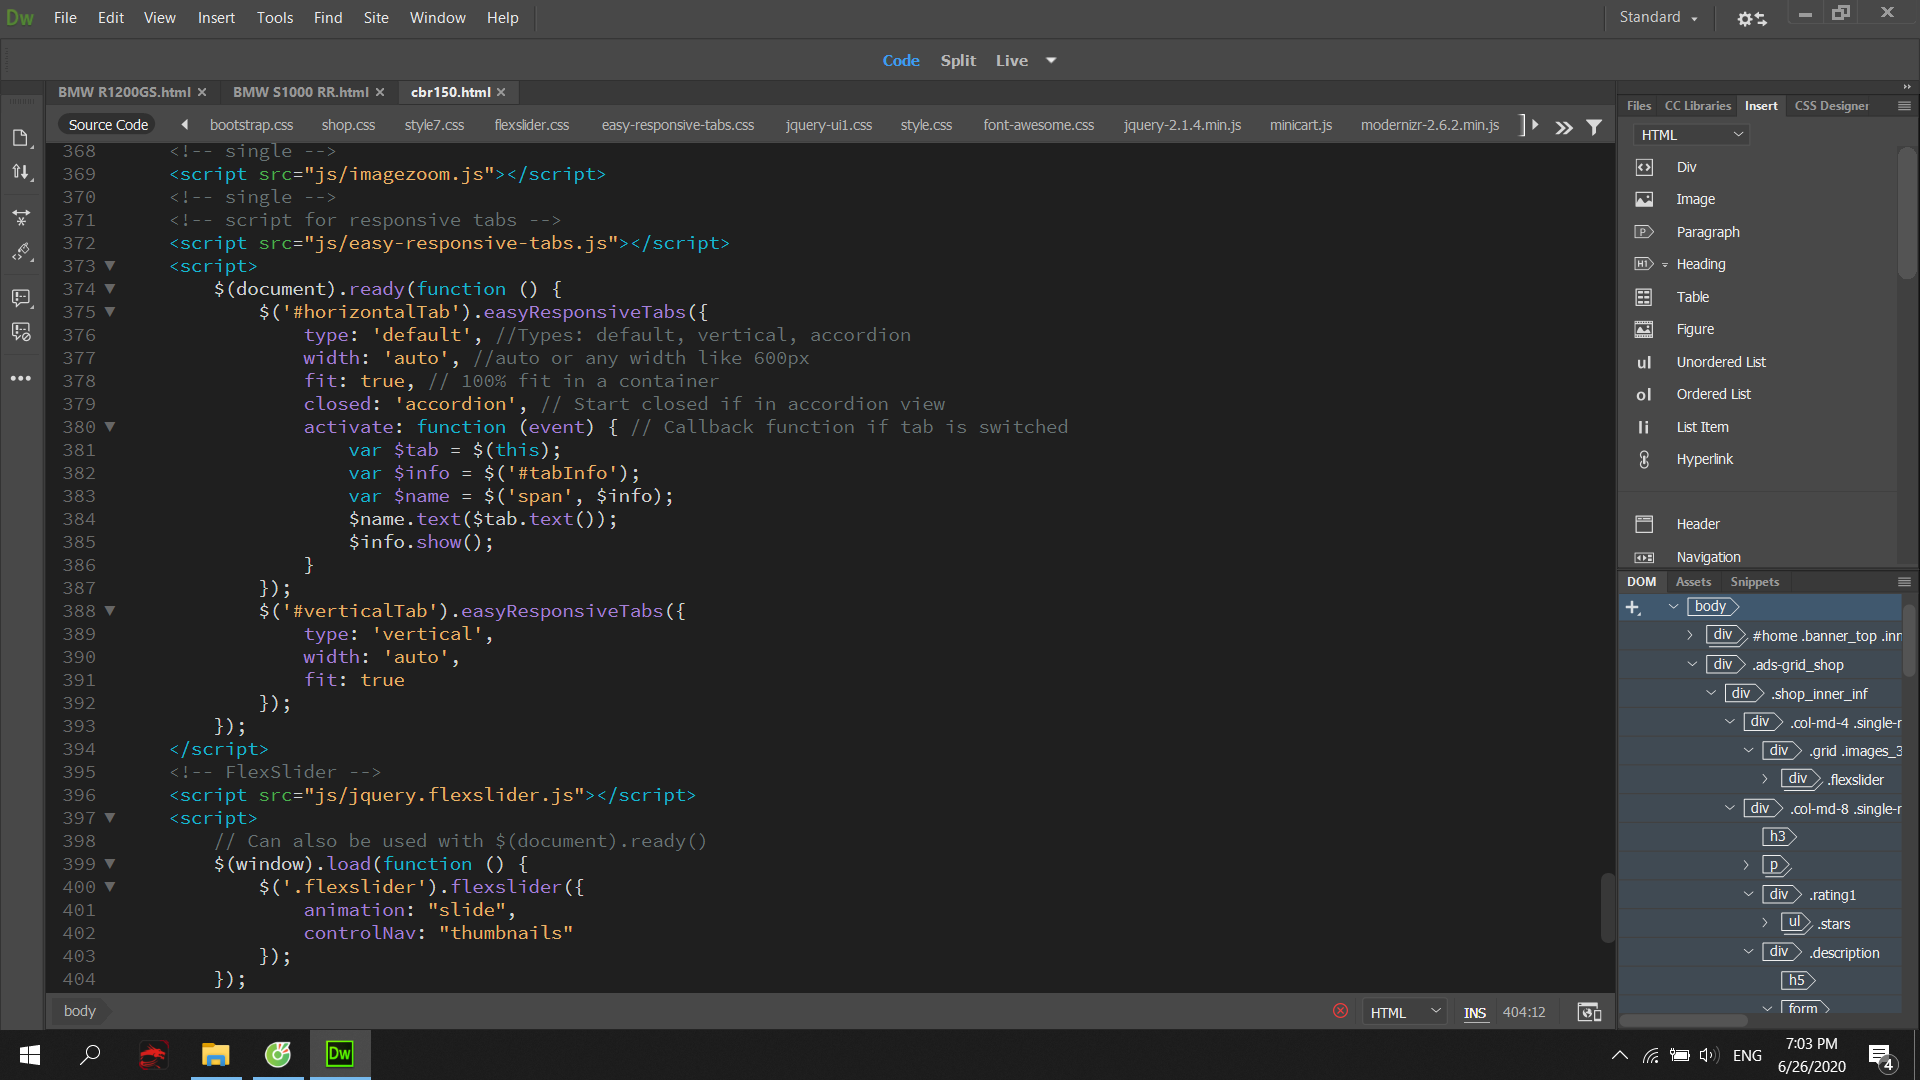 Dw File Edit View Insert Tools Find Site Window Help Standard
Code Split Live
BMW R1200GS.html BMW S1000 RR.html cbr150.html
Source Code bootstrap.css shop.css style7.css flexslider.css easy-responsive-tabs.css jquery-ui1.css style.css font-awesome.css jquery-2.1.4.min.js minicart.js modernizr-2.6.2.min.js
368 <!-- single -->
369 <script src="js/imagezoom.js"></script>
370 <!-- single -->
371 <!-- script for responsive tabs -->
372 <script src="js/easy-responsive-tabs.js"></script>
373 <script>
374 $(document).ready(function () {
375 $('#horizontalTab').easyResponsiveTabs({
376 type: 'default', //Types: default, vertical, accordion
377 width: 'auto', //auto or any width like 600px
378 fit: true, // 100% fit in a container
379 closed: 'accordion', // Start closed if in accordion view
380 activate: function (event) { // Callback function if tab is switched
381 var $tab = $(this);
382 var $info = $('#tabInfo');
383 var $name = $('span', $info);
384 $name.text($tab.text());
385 $info.show();
386 }
387 });
388 $('#verticalTab').easyResponsiveTabs({
389 type: 'vertical',
390 width: 'auto',
391 fit: true
392 });
393 });
394 </script>
395 <!-- FlexSlider -->
396 <script src="js/jquery.flexslider.js"></script>
397 <script>
398 // Can also be used with $(document).ready()
399 $(window).load(function () {
400 $('.flexslider').flexslider({
401 animation: "slide",
402 controlNav: "thumbnails"
403 });
404 });
body HTML INS 404:12
Files CC Libraries Insert CSS Designer
HTML
Div
Image
P Paragraph
H1 Heading
Table
Figure
ul Unordered List
ol Ordered List
li List Item
Hyperlink
Header
Navigation
DOM Assets Snippets
body
div #home .banner_top .inn
div .ads-grid_shop
div .shop_inner_inf
div .col-md-4 .single-r
div .grid .images_3
div .flexslider
div .col-md-8 .single-r
h3
p
div .rating1
ul .stars
div .description
h5
form
Dw ENG 7:03 PM
6/26/2020 4